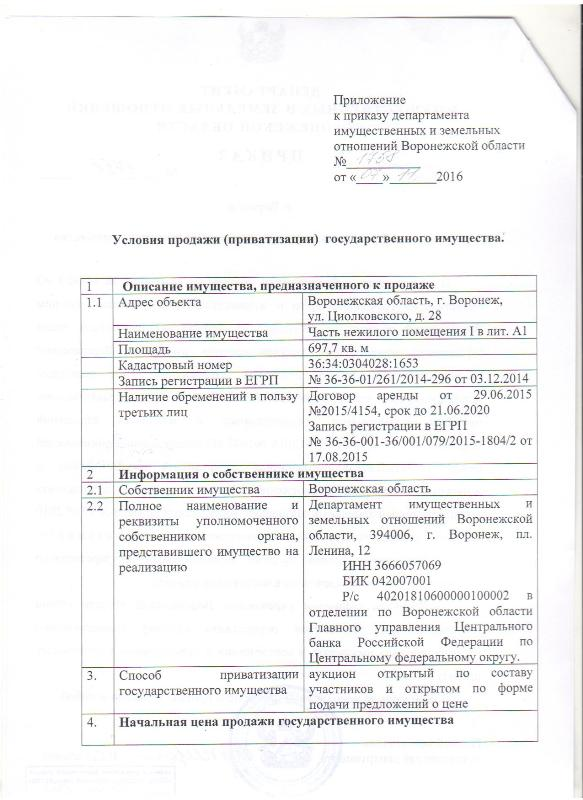 Приложение
к приказу департамента
имущественных и земельных
отношений Воронежской области
№ 1739
от « 07 » 11 2016
Условия продажи (приватизации) государственного имущества.
1 Описание имущества, предназначенного к продаже
1.1 Адрес объекта Воронежская область, г. Воронеж,
ул. Циолковского, д. 28
Наименование имущества Часть нежилого помещения I в лит. А1
Площадь 697,7 кв. м
Кадастровый номер 36:34:0304028:1653
Запись регистрации в ЕГРП № 36-36-01/261/2014-296 от 03.12.2014
Наличие обременений в пользу Договор аренды от 29.06.2015
третьих лиц №2015/4154, срок до 21.06.2020
Запись регистрации в ЕГРП
№ 36-36-001-36/001/079/2015-1804/2 от
17.08.2015
2 Информация о собственнике имущества
2.1 Собственник имущества Воронежская область
2.2 Полное наименование и Департамент имущественных и
реквизиты уполномоченного земельных отношений Воронежской
собственником органа, области, 394006, г. Воронеж, пл.
представившего имущество на Ленина, 12
реализацию ИНН 3666057069
БИК 042007001
Р/с 40201810600000100002 в
отделении по Воронежской области
Главного управления Центрального
банка Российской Федерации по
Центральному федеральному округу.
3. Способ приватизации аукцион открытый по составу
государственного имущества участников и открытом по форме
подачи предложений о цене
4. Начальная цена продажи государственного имущества